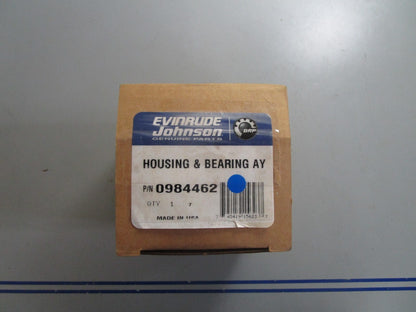 EVINRUDE
Johnson
GENUINE PARTS
BRP
HOUSING & BEARING AY
P/N 0984462
QTY 1
MADE IN USA